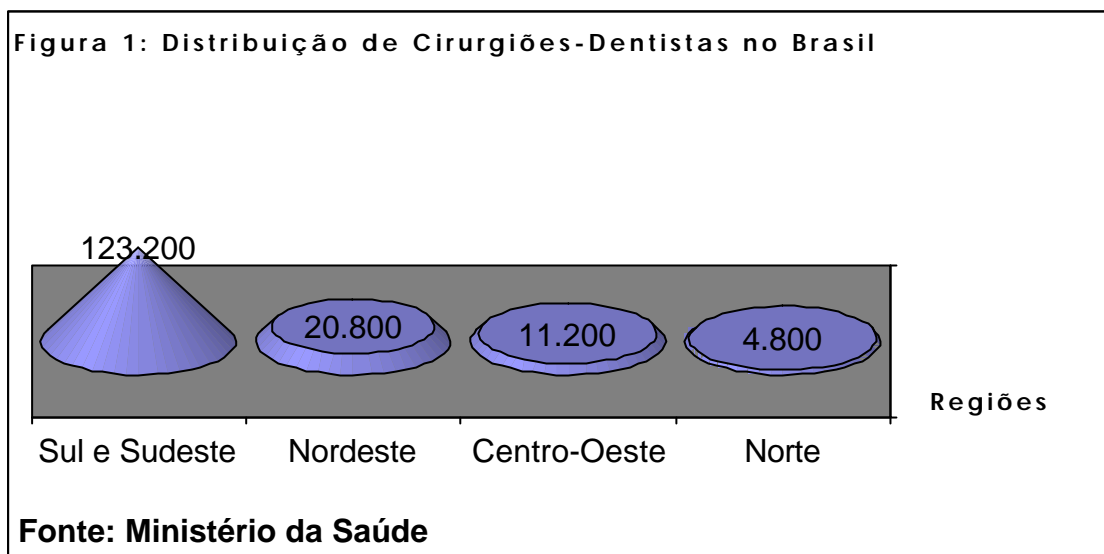 Figura 1: Distribuição de Cirurgiões-Dentistas no Brasil
123.200
20.800
11.200
4.800
Regiões
Sul e Sudeste
Nordeste
Centro-Oeste
Norte
Fonte: Ministério da Saúde